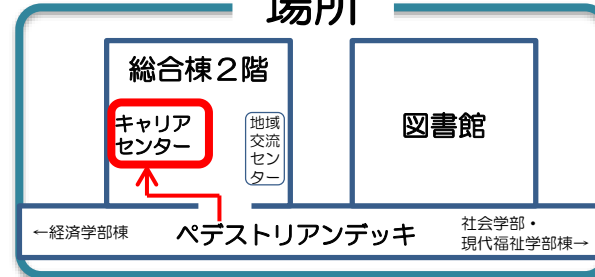 場所
総合棟２階
キャリア
センター
地域
交流
セン
ター
図書館
←経済学部棟
ペデストリアンデッキ
社会学部・
現代福祉学部棟→